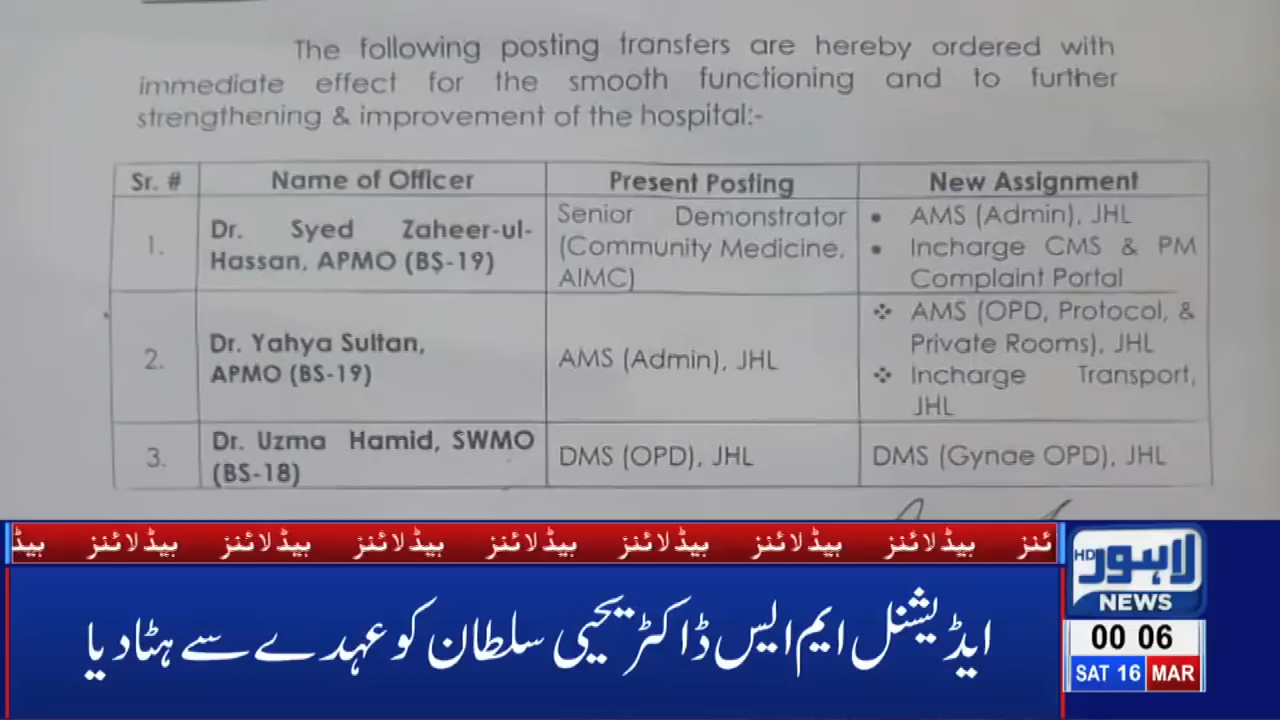 The following posting transfers are hereby ordered with
immediate effect for the smooth functioning and to further
strengthening & improvement of the hospital:-
Sr. # Name of Officer Present Posting New Assignment
1. Dr. Syed Zaheer-ul-Hassan, APMO (BS-19) Senior Demonstrator (Community Medicine, AIMC) • AMS (Admin), JHL • Incharge CMS & PM Complaint Portal
2. Dr. Yahya Sultan, APMO (BS-19) AMS (Admin), JHL ❖ AMS (OPD, Protocol, & Private Rooms), JHL ❖ Incharge Transport, JHL
3. Dr. Uzma Hamid, SWMO (BS-18) DMS (OPD), JHL DMS (Gynae OPD), JHL
ئنز ہیڈلائنز ہیڈلائنز ہیڈلائنز ہیڈلائنز ہیڈلائنز ہیڈلائنز ہیڈلائنز ہیڈ
ایڈیشنل ایم ایس ڈاکٹر یحییٰ سلطان کو عہدے سے ہٹا دیا
لاہور HD
NEWS
00 06
SAT 16 MAR